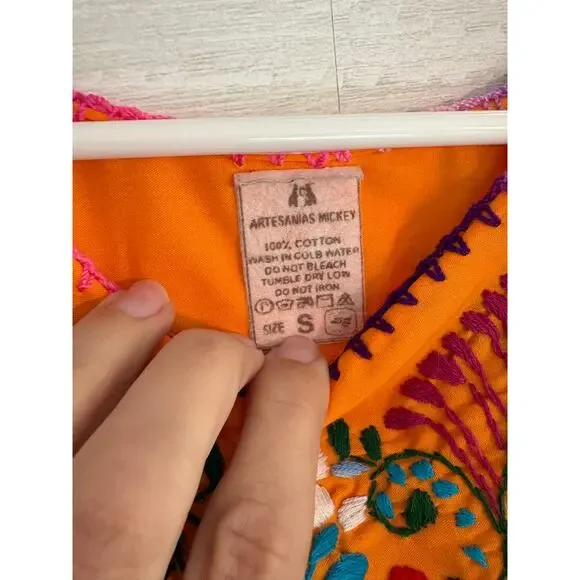 ARTESANIAS MICKEY
100% COTTON
WASH IN COLD WATER
DO NOT BLEACH
TUMBLE DRY LOW
DO NOT IRON
SIZE S